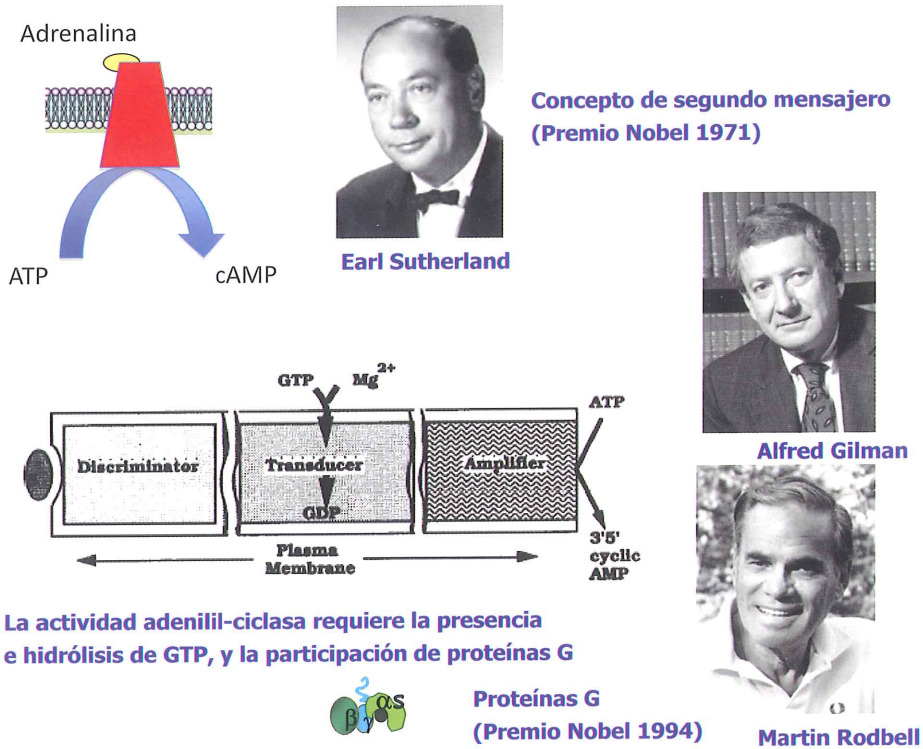 Adrenalina
ATP
cAMP
Earl Sutherland
Concepto de segundo mensajero
(Premio Nobel 1971)
Alfred Gilman
GTP
Mg2+
Discriminator
Transducer
GDP
Amplifier
ATP
3'5'
cyclic
AMP
Plasma
Membrane
La actividad adenilil-ciclasa requiere la presencia
e hidrólisis de GTP, y la participación de proteínas G
β γ αs
Proteínas G
(Premio Nobel 1994)
Martin Rodbell